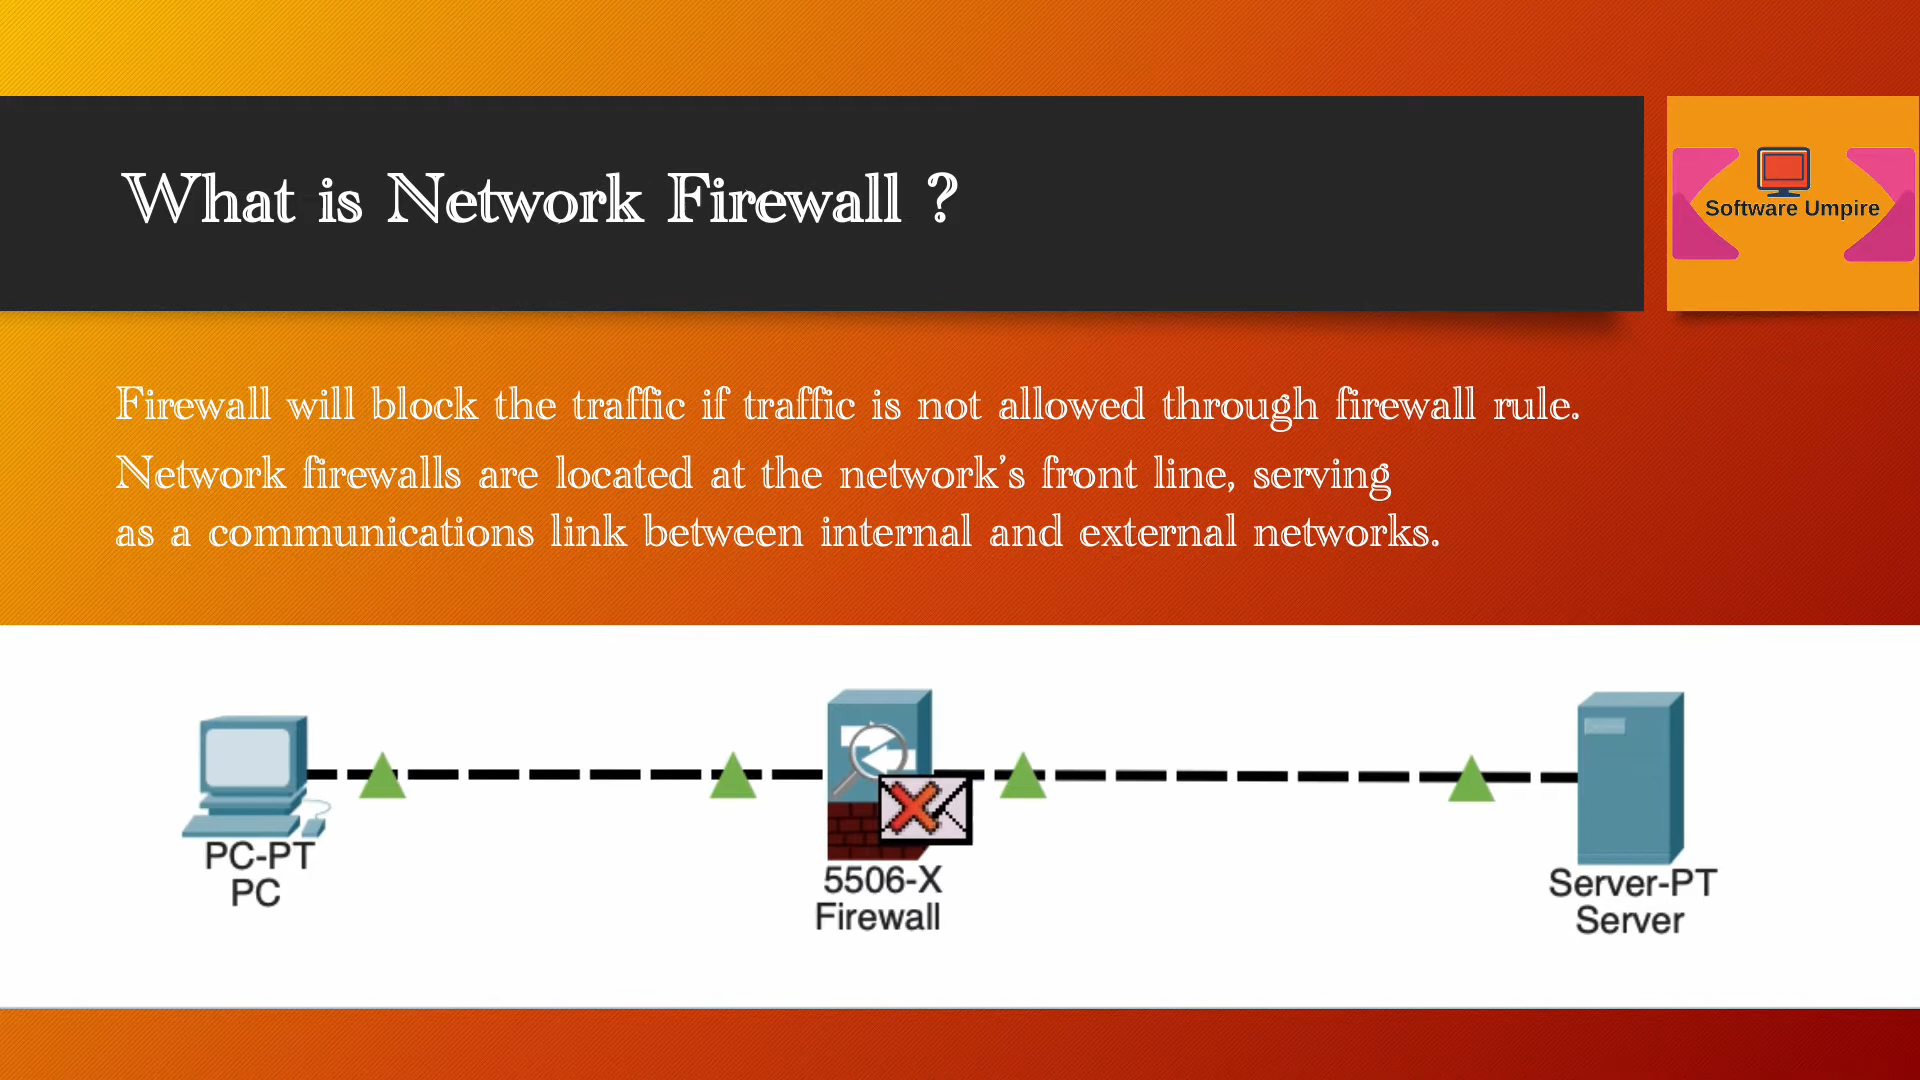 What is Network Firewall ?
Software Umpire
Firewall will block the traffic if traffic is not allowed through firewall rule.
Network firewalls are located at the network's front line, serving
as a communications link between internal and external networks.
PC-PT
PC
5506-X
Firewall
Server-PT
Server